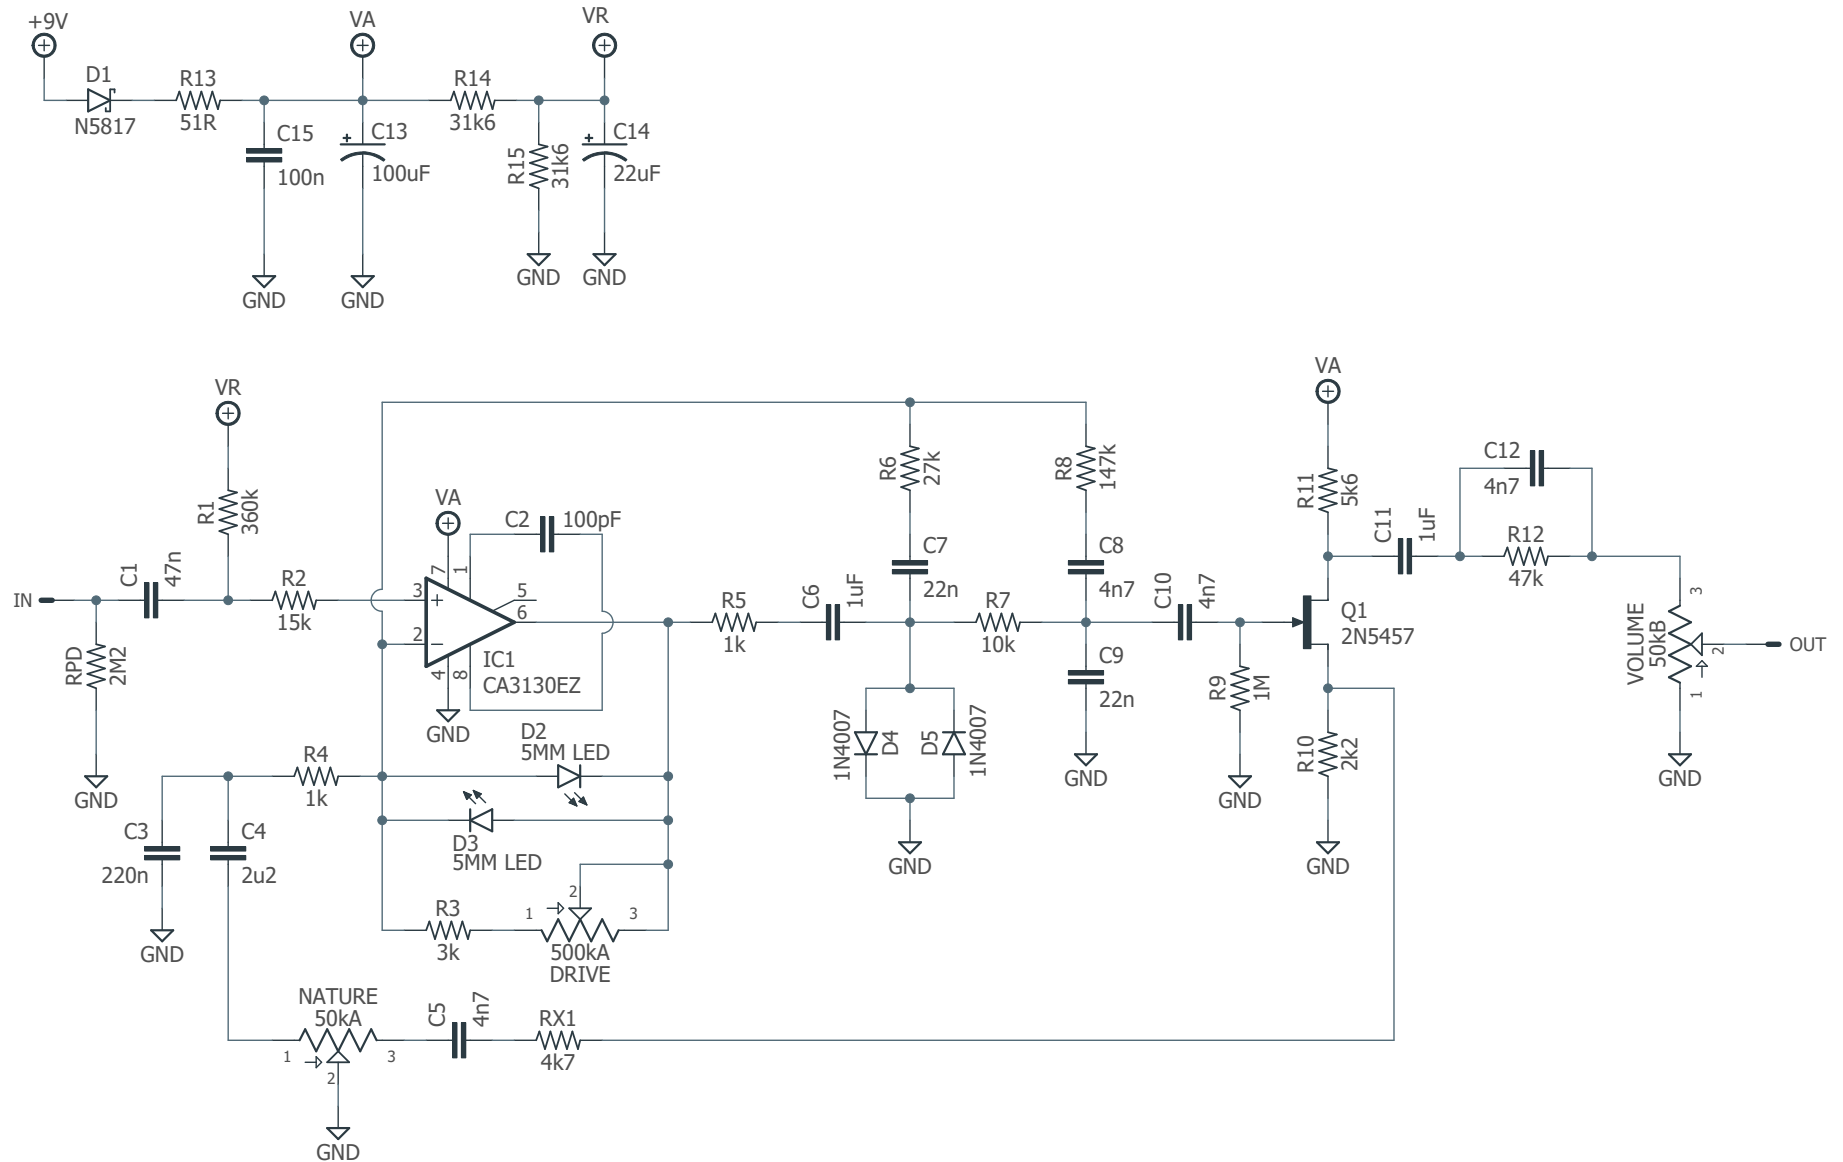 +9V
VA
VR
D1
N5817
R13
51R
C15
100n
C13
100uF
R14
31k6
R15
31k6
C14
22uF
GND
GND
GND
GND
VR
R1
360k
IN
C1
47n
RPD
2M2
GND
R2
15k
VA
C2
100pF
7
1
3
+
2
−
5
6
4
8
IC1
CA3130EZ
GND
D2
5MM LED
D3
5MM LED
R4
1k
C3
220n
C4
2u2
GND
R3
3k
1
2
3
500kA
DRIVE
NATURE
50kA
1
2
3
GND
C5
4n7
RX1
4k7
R5
1k
C6
1uF
R6
27k
C7
22n
R8
147k
C8
4n7
R7
10k
C9
22n
GND
1N4007
D4
D5
1N4007
GND
C10
4n7
R9
1M
GND
VA
R11
5k6
Q1
2N5457
R10
2k2
GND
C11
1uF
C12
4n7
R12
47k
VOLUME
50kB
3
2
1
GND
OUT